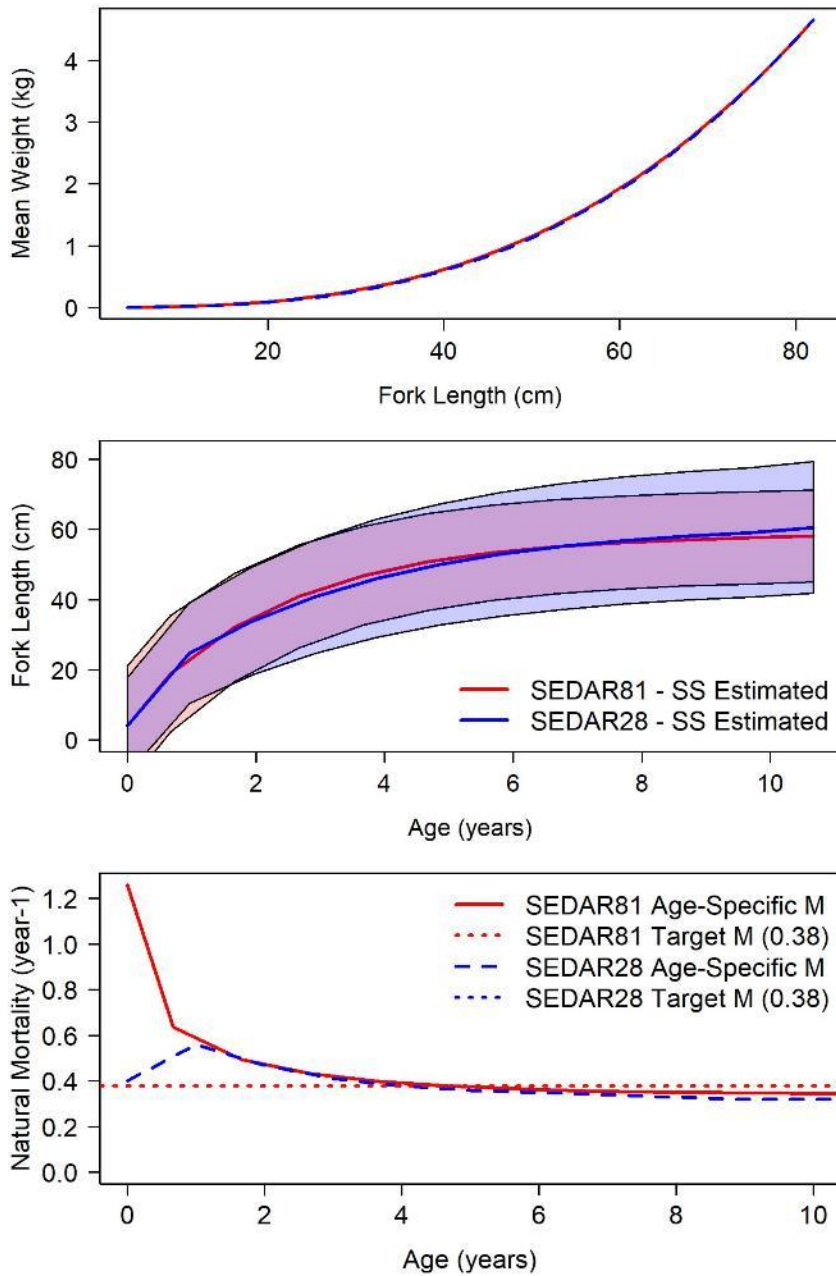 Mean Weight (kg)
4
3
2
1
0
20 40 60 80
Fork Length (cm)
Fork Length (cm)
80
60
40
20
0
SEDAR81 - SS Estimated
SEDAR28 - SS Estimated
0 2 4 6 8 10
Age (years)
Natural Mortality (year-1)
1.2
1.0
0.8
0.6
0.4
0.2
0.0
SEDAR81 Age-Specific M
SEDAR81 Target M (0.38)
SEDAR28 Age-Specific M
SEDAR28 Target M (0.38)
0 2 4 6 8 10
Age (years)